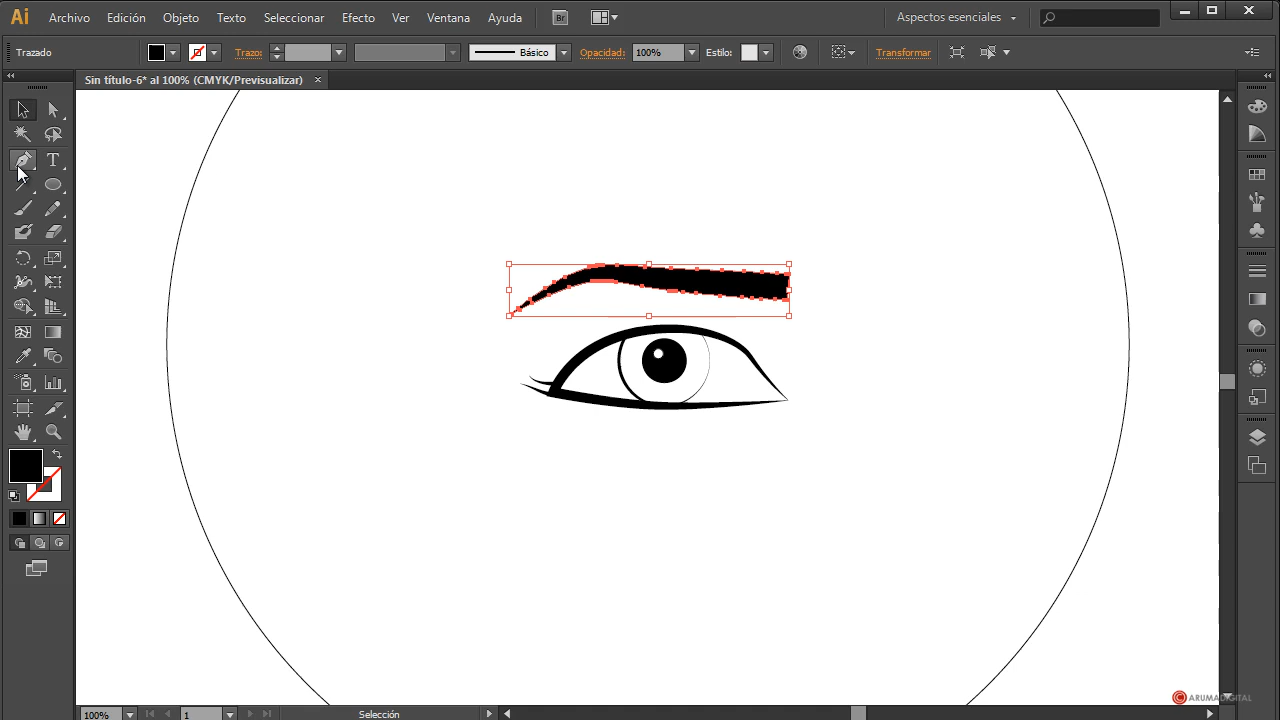 Ai Archivo Edición Objeto Texto Seleccionar Efecto Ver Ventana Ayuda Br Aspectos esenciales
Trazado Trazo: Básico Opacidad: 100% Estilo: Transformar
Sin título-6* al 100% (CMYK/Previsualizar) ×
T
C ARUMADIGITAL
100% 1 Selección